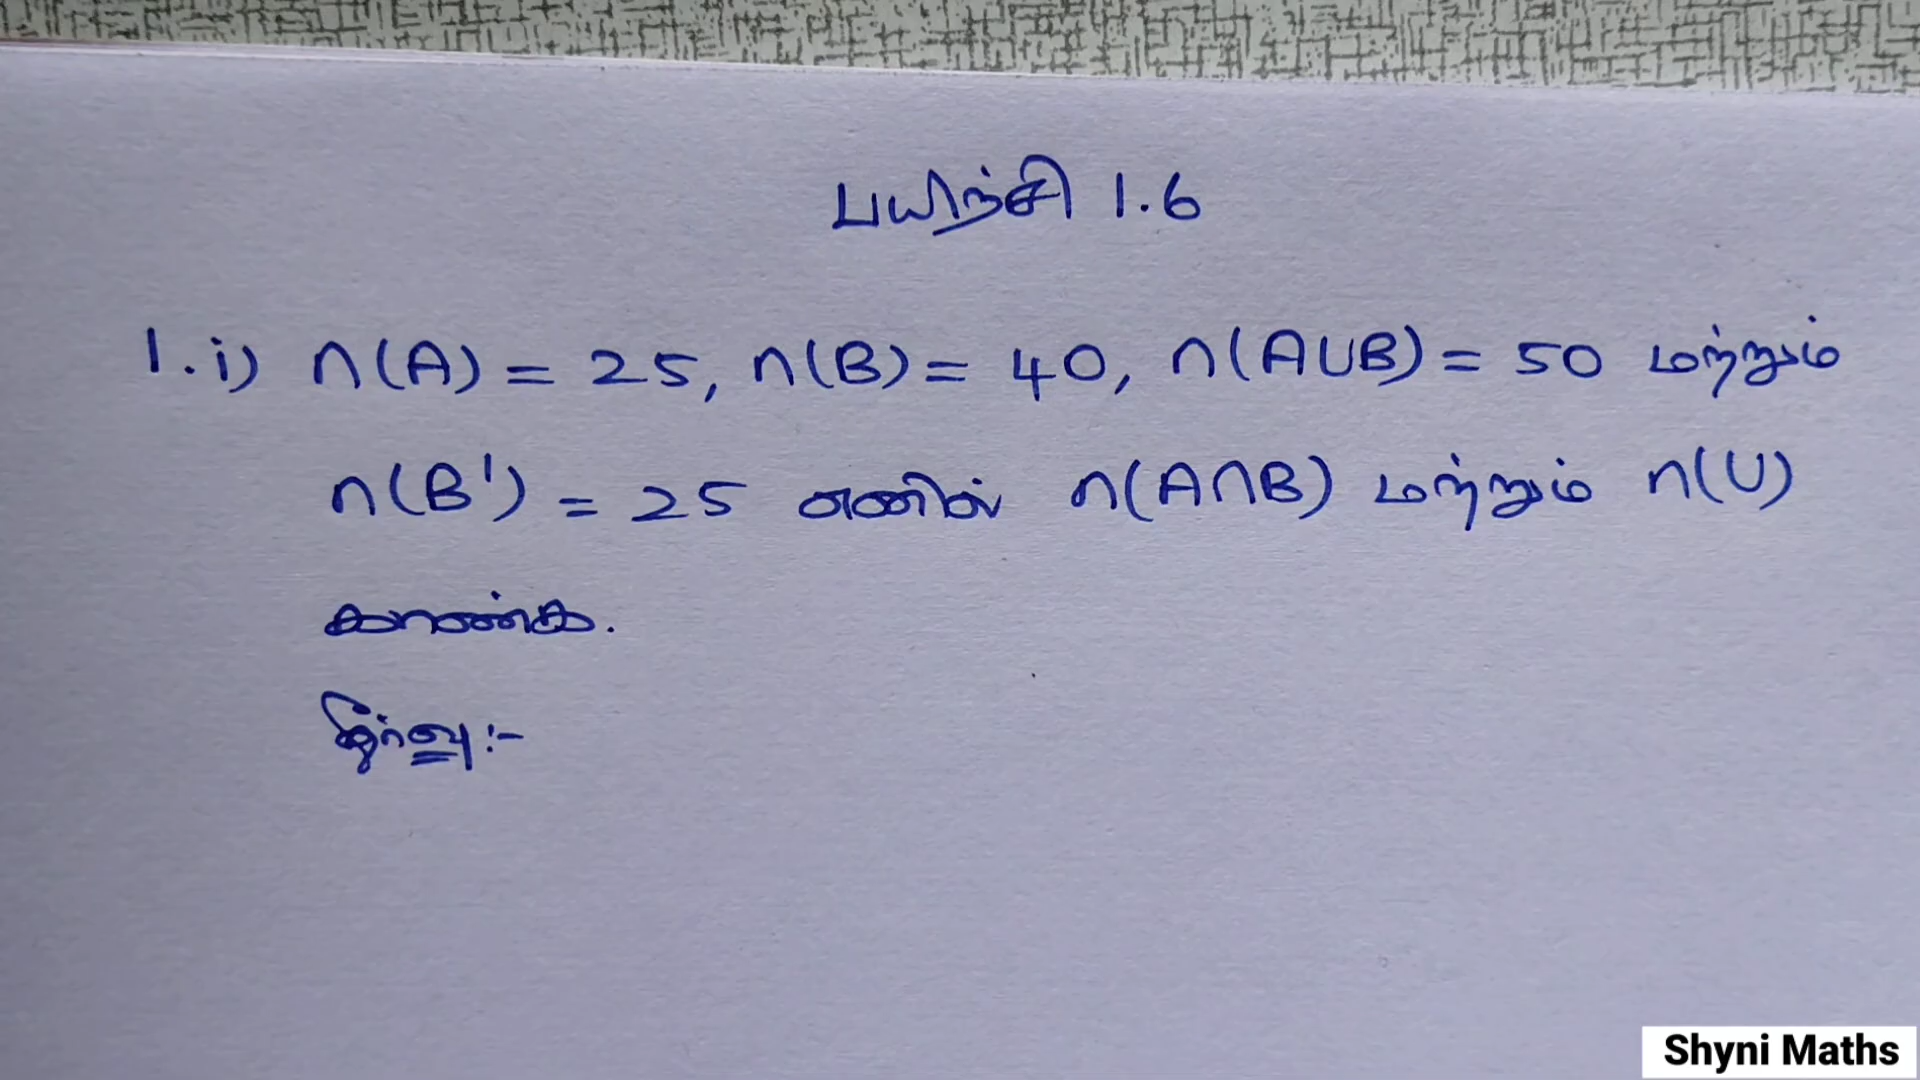 பயிற்சி 1.6
1. i) n(A) = 25, n(B) = 40, n(A∪B) = 50 மற்றும்
n(B') = 25 எனில் n(A∩B) மற்றும் n(U)
காண்க.
தீர்வு :-
Shyni Maths